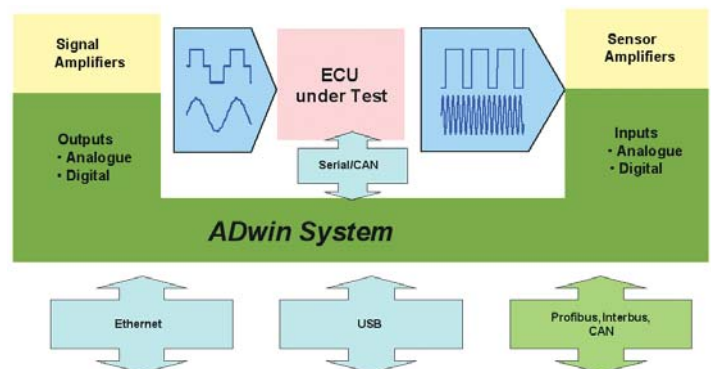 Signal
Amplifiers
ECU
under Test
Sensor
Amplifiers
Outputs
• Analogue
• Digital
Serial/CAN
Inputs
• Analogue
• Digital
ADwin System
Ethernet
USB
Profibus, Interbus,
CAN